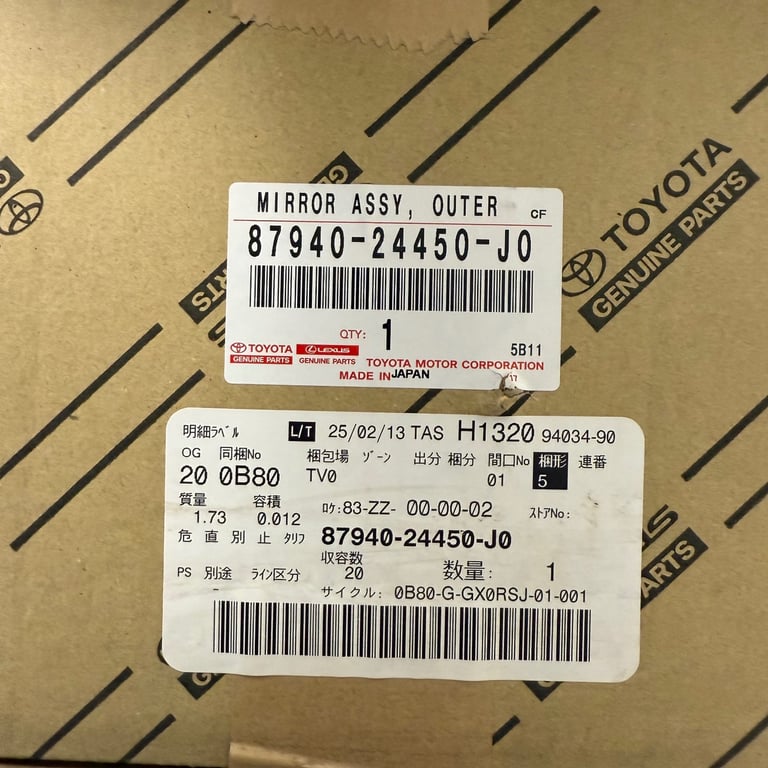 MIRROR ASSY, OUTER CF
87940-24450-J0
QTY: 1
5B11
TOYOTA GENUINE PARTS
LEXUS GENUINE PARTS
TOYOTA MOTOR CORPORATION
MADE IN JAPAN
'17
TOYOTA
GENUINE PARTS
PARTS
明細ラベル L/T 25/02/13 TAS H1320 94034-90
OG 同梱No 梱包場 ゾーン 出分 梱分 間口No 梱形 連番
20 0B80 TV0 01 5
質量 容積
1.73 0.012 ロケ:83-ZZ- 00-00-02 ストアNo:
危 直 別 止 タリフ 87940-24450-J0
収容数
PS 別途 ライン区分 20 数量: 1
サイクル: 0B80-G-GX0RSJ-01-001
PARTS